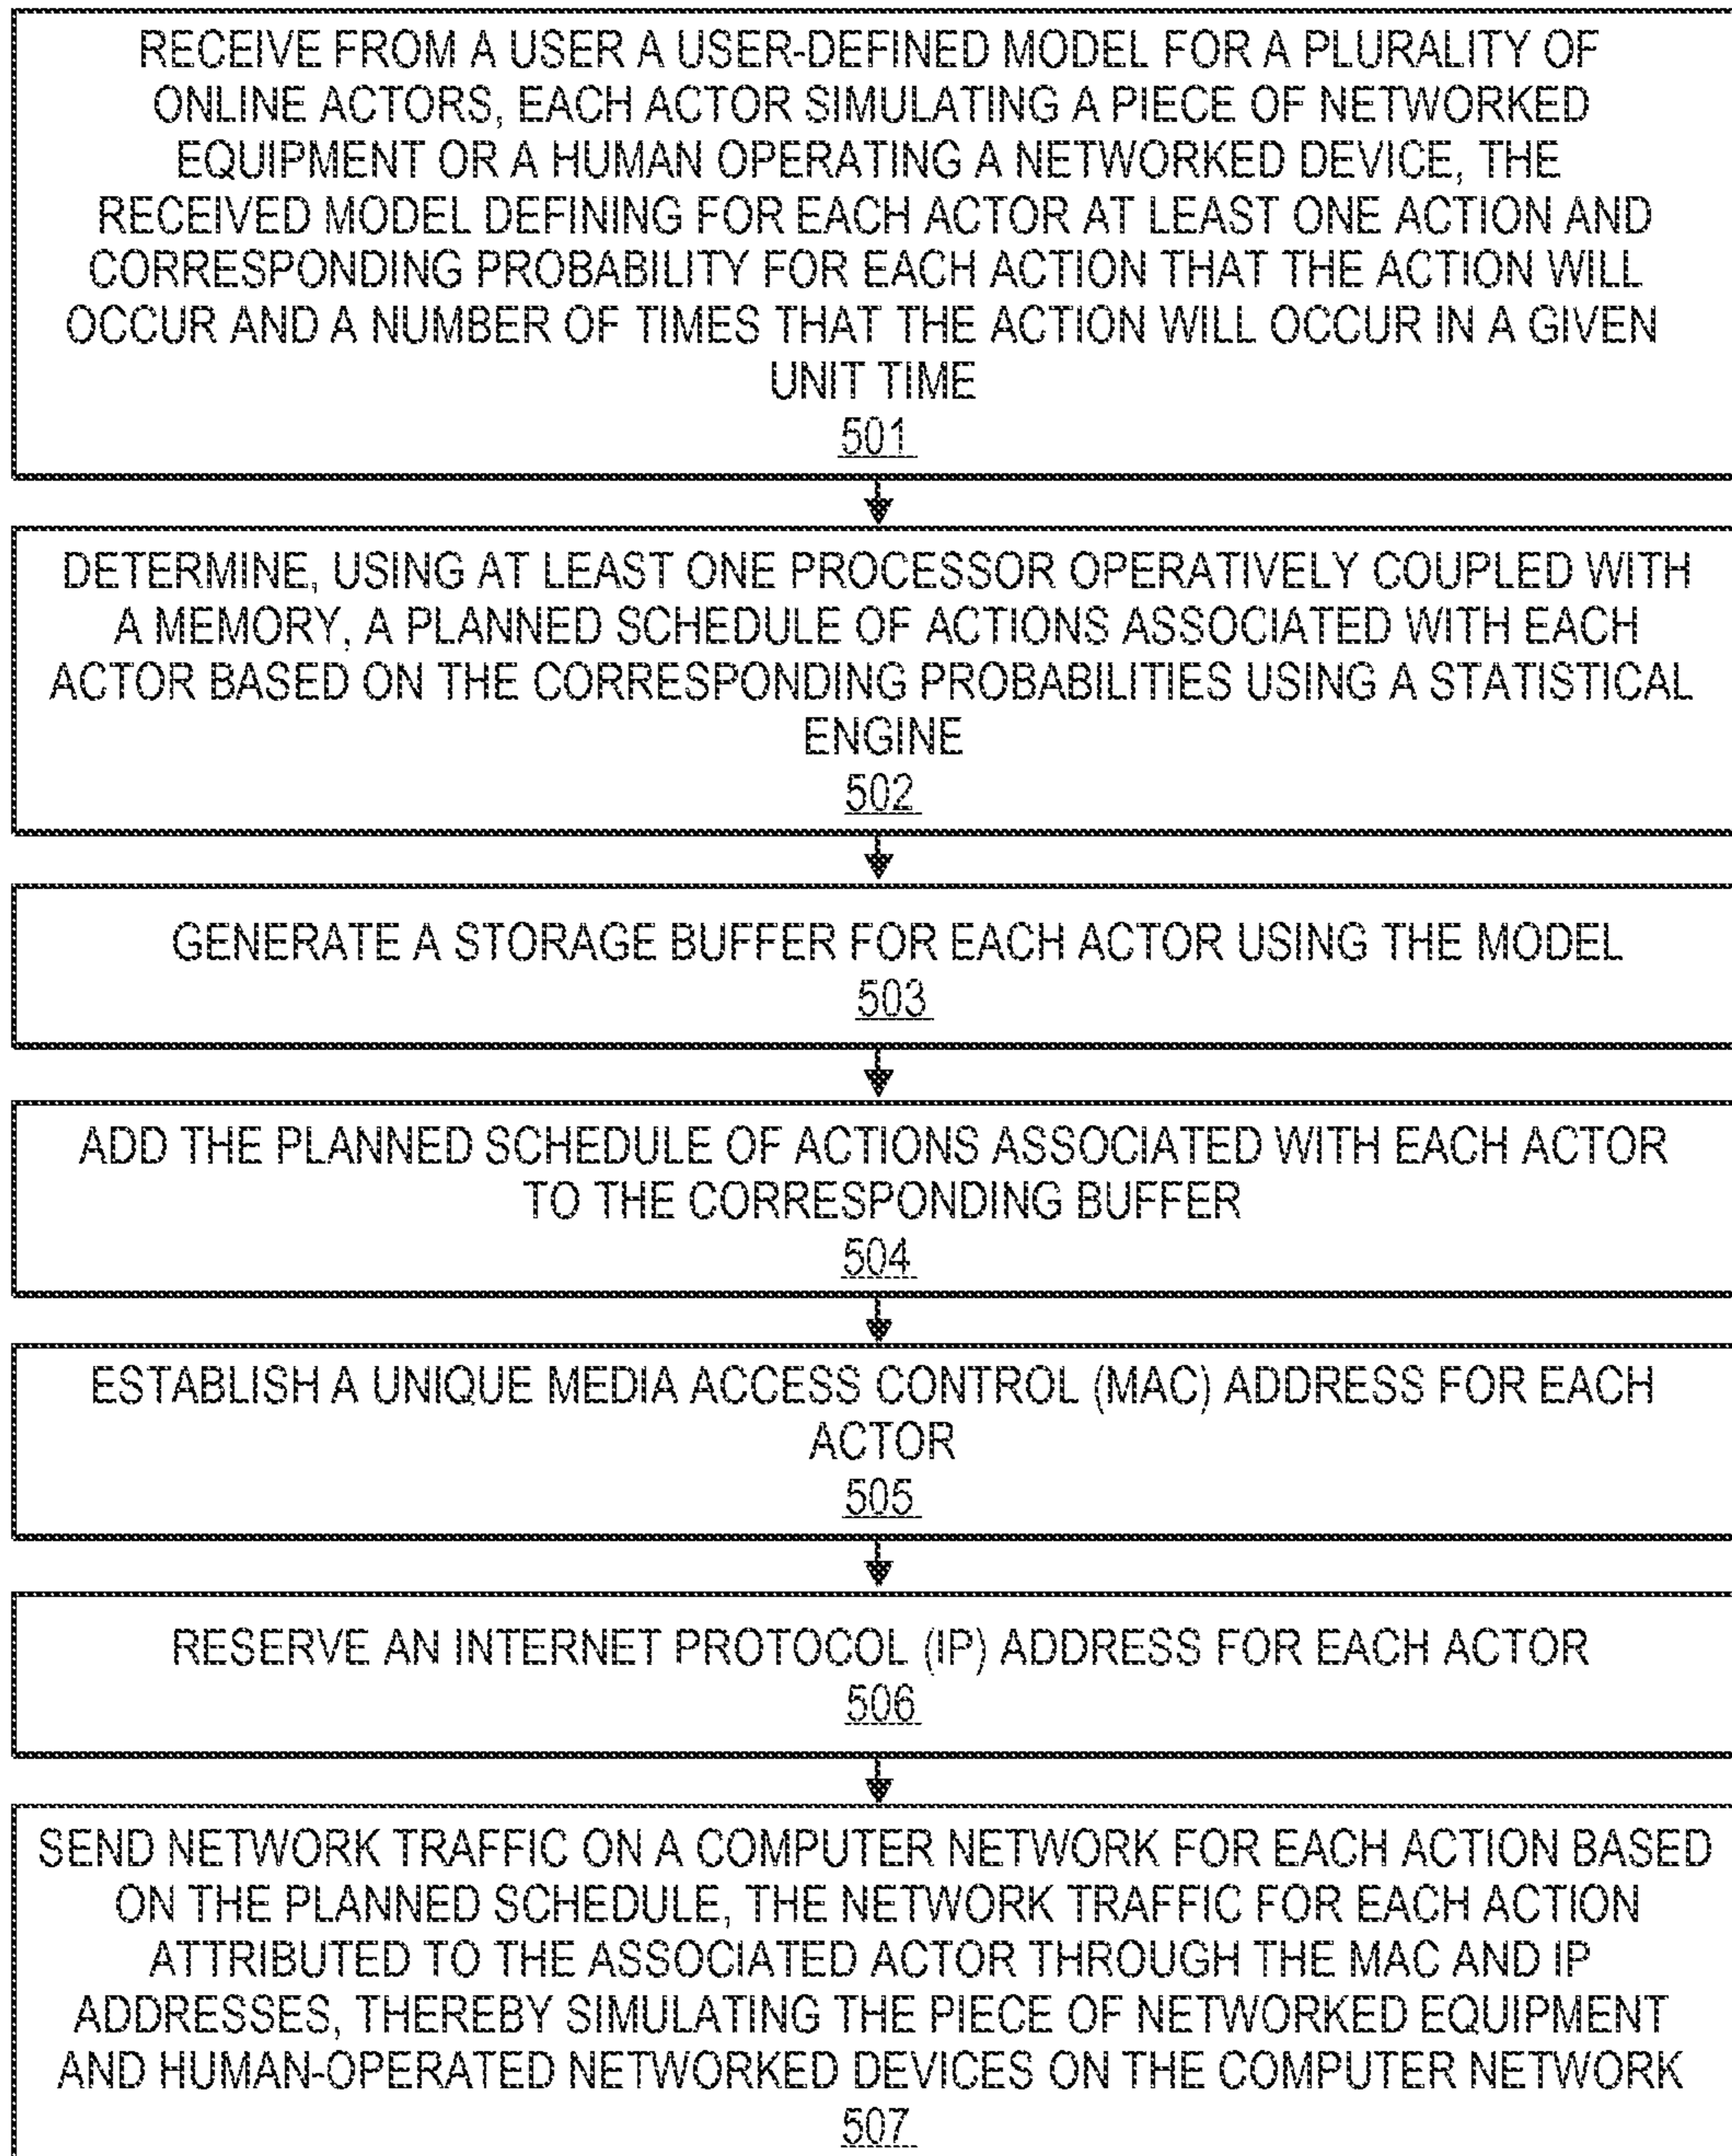 RECEIVE FROM A USER A USER-DEFINED MODEL FOR A PLURALITY OF
ONLINE ACTORS, EACH ACTOR SIMULATING A PIECE OF NETWORKED
EQUIPMENT OR A HUMAN OPERATING A NETWORKED DEVICE, THE
RECEIVED MODEL DEFINING FOR EACH ACTOR AT LEAST ONE ACTION AND
CORRESPONDING PROBABILITY FOR EACH ACTION THAT THE ACTION WILL
OCCUR AND A NUMBER OF TIMES THAT THE ACTION WILL OCCUR IN A GIVEN
UNIT TIME
501
DETERMINE, USING AT LEAST ONE PROCESSOR OPERATIVELY COUPLED WITH
A MEMORY, A PLANNED SCHEDULE OF ACTIONS ASSOCIATED WITH EACH
ACTOR BASED ON THE CORRESPONDING PROBABILITIES USING A STATISTICAL
ENGINE
502
GENERATE A STORAGE BUFFER FOR EACH ACTOR USING THE MODEL
503
ADD THE PLANNED SCHEDULE OF ACTIONS ASSOCIATED WITH EACH ACTOR
TO THE CORRESPONDING BUFFER
504
ESTABLISH A UNIQUE MEDIA ACCESS CONTROL (MAC) ADDRESS FOR EACH
ACTOR
505
RESERVE AN INTERNET PROTOCOL (IP) ADDRESS FOR EACH ACTOR
506
SEND NETWORK TRAFFIC ON A COMPUTER NETWORK FOR EACH ACTION BASED
ON THE PLANNED SCHEDULE, THE NETWORK TRAFFIC FOR EACH ACTION
ATTRIBUTED TO THE ASSOCIATED ACTOR THROUGH THE MAC AND IP
ADDRESSES, THEREBY SIMULATING THE PIECE OF NETWORKED EQUIPMENT
AND HUMAN-OPERATED NETWORKED DEVICES ON THE COMPUTER NETWORK
507